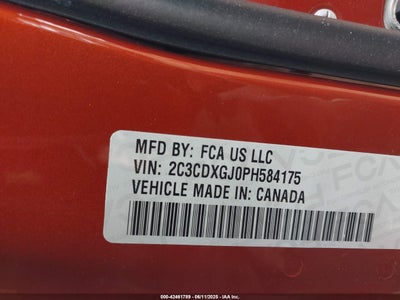 MFD BY: FCA US LLC
VIN: 2C3CDXGJ0PH584175
VEHICLE MADE IN: CANADA
000-42461789 - 06/11/2025 - IAA Inc.